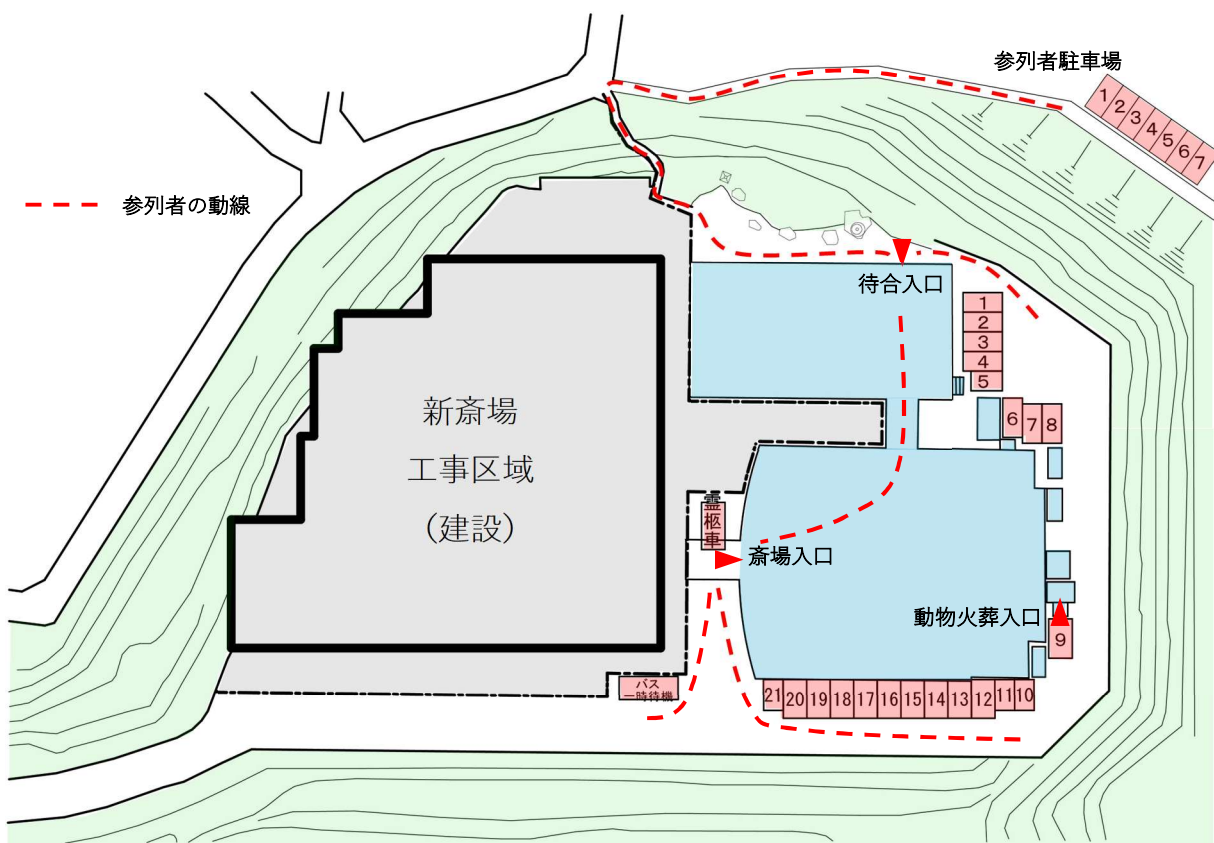 参列者駐車場
1
2
3
4
5
6
7
参列者の動線
待合入口
1
2
3
4
5
6
7
8
新斎場
工事区域
（建設）
霊柩車
斎場入口
動物火葬入口
9
バス
一時待機
21
20
19
18
17
16
15
14
13
12
11
10